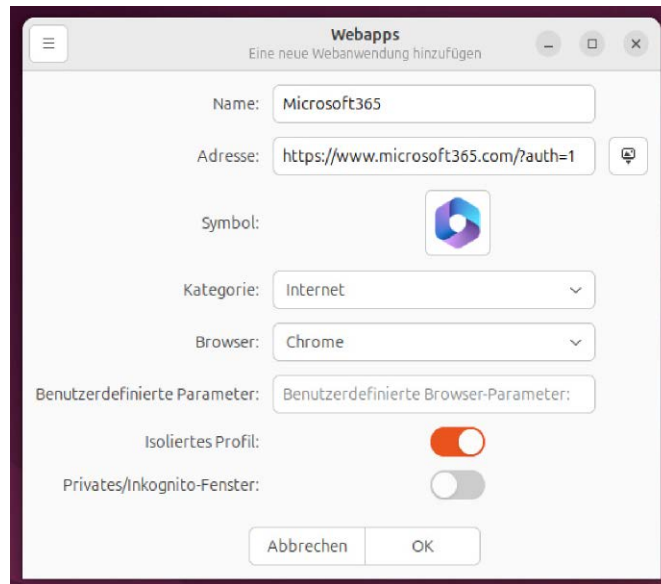 Webapps
Eine neue Webanwendung hinzufügen
Name: Microsoft365
Adresse: https://www.microsoft365.com/?auth=1
Symbol:
Kategorie: Internet
Browser: Chrome
Benutzerdefinierte Parameter: Benutzerdefinierte Browser-Parameter:
Isoliertes Profil:
Privates/Inkognito-Fenster:
Abbrechen OK